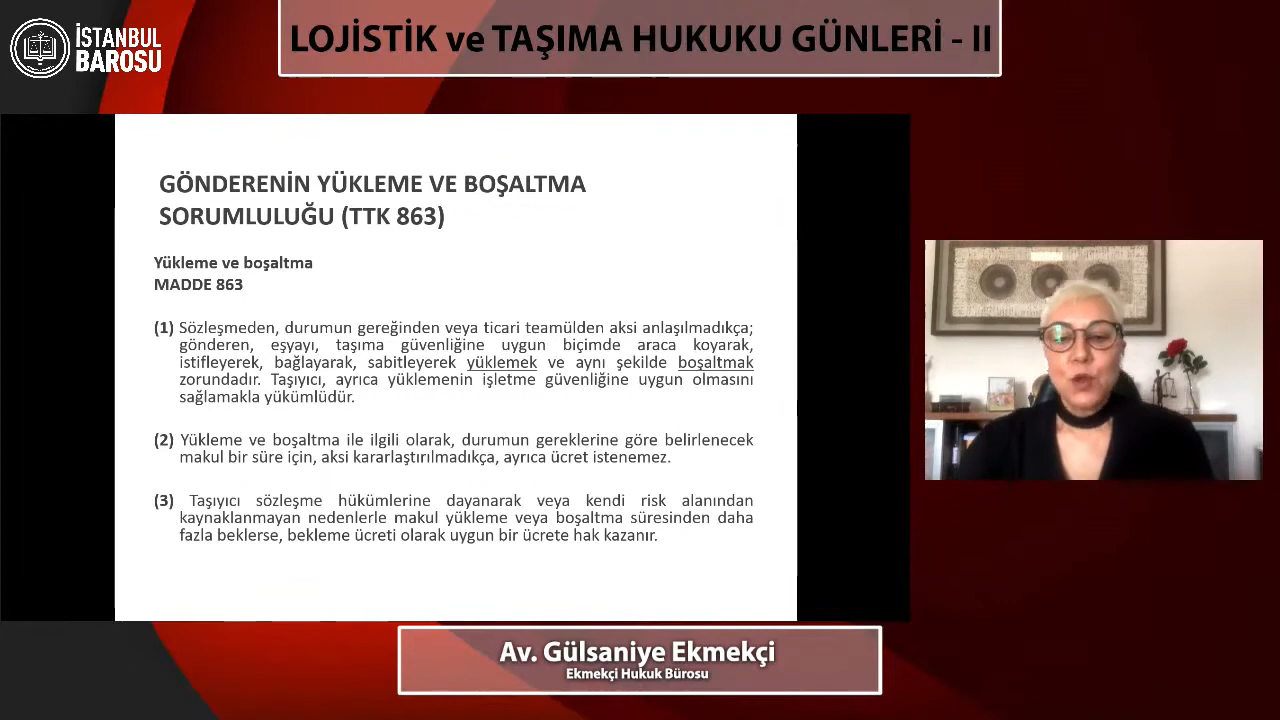 İSTANBUL
BAROSU
LOJİSTİK ve TAŞIMA HUKUKU GÜNLERİ - II
GÖNDERENİN YÜKLEME VE BOŞALTMA
SORUMLULUĞU (TTK 863)
Yükleme ve boşaltma
MADDE 863
(1) Sözleşmeden, durumun gereğinden veya ticari teamülden aksi anlaşılmadıkça;
gönderen, eşyayı, taşıma güvenliğine uygun biçimde araca koyarak,
istifleyerek, bağlayarak, sabitleyerek yüklemek ve aynı şekilde boşaltmak
zorundadır. Taşıyıcı, ayrıca yüklemenin işletme güvenliğine uygun olmasını
sağlamakla yükümlüdür.
(2) Yükleme ve boşaltma ile ilgili olarak, durumun gereklerine göre belirlenecek
makul bir süre için, aksi kararlaştırılmadıkça, ayrıca ücret istenemez.
(3) Taşıyıcı sözleşme hükümlerine dayanarak veya kendi risk alanından
kaynaklanmayan nedenlerle makul yükleme veya boşaltma süresinden daha
fazla beklerse, bekleme ücreti olarak uygun bir ücrete hak kazanır.
Av. Gülsaniye Ekmekçi
Ekmekçi Hukuk Bürosu